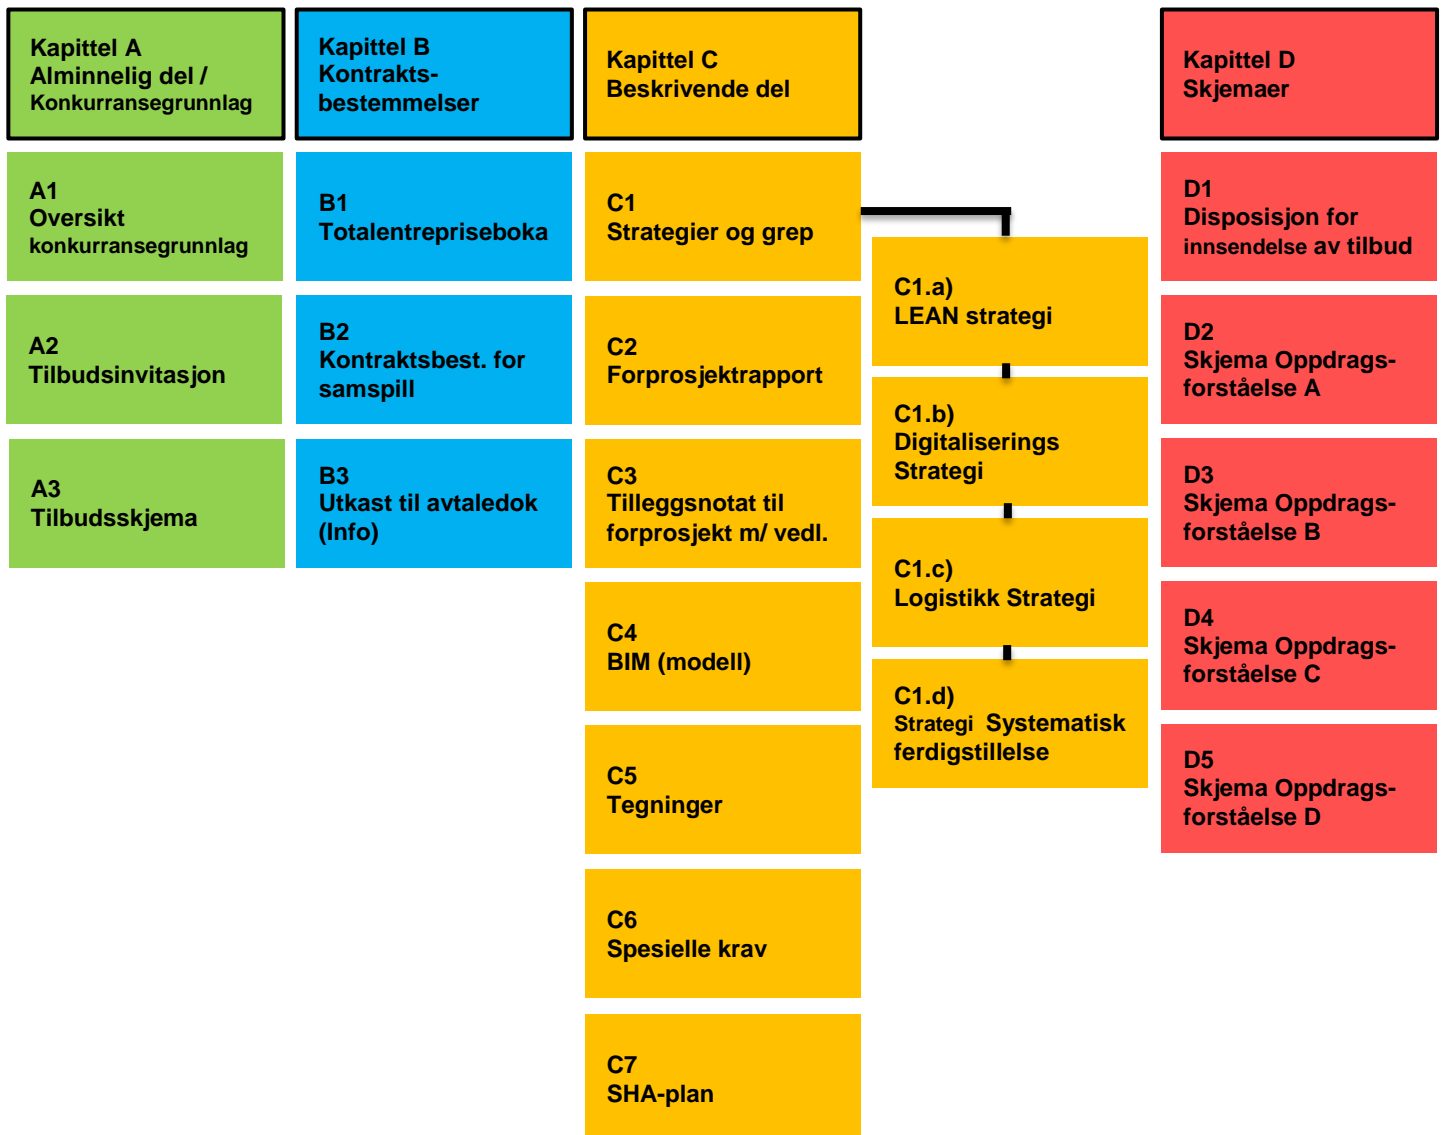 Kapittel A
Alminnelig del /
Konkurransegrunnlag
A1
Oversikt
konkurransegrunnlag
A2
Tilbudsinvitasjon
A3
Tilbudsskjema
Kapittel B
Kontrakts-
bestemmelser
B1
Totalentrepriseboka
B2
Kontraktsbest. for
samspill
B3
Utkast til avtaledok
(Info)
Kapittel C
Beskrivende del
C1
Strategier og grep
C2
Forprosjektrapport
C3
Tilleggsnotat til
forprosjekt m/ vedl.
C4
BIM (modell)
C5
Tegninger
C6
Spesielle krav
C7
SHA-plan
C1.a)
LEAN strategi
C1.b)
Digitaliserings
Strategi
C1.c)
Logistikk Strategi
C1.d)
Strategi Systematisk
ferdigstillelse
Kapittel D
Skjemaer
D1
Disposisjon for
innsendelse av tilbud
D2
Skjema Oppdrags-
forståelse A
D3
Skjema Oppdrags-
forståelse B
D4
Skjema Oppdrags-
forståelse C
D5
Skjema Oppdrags-
forståelse D